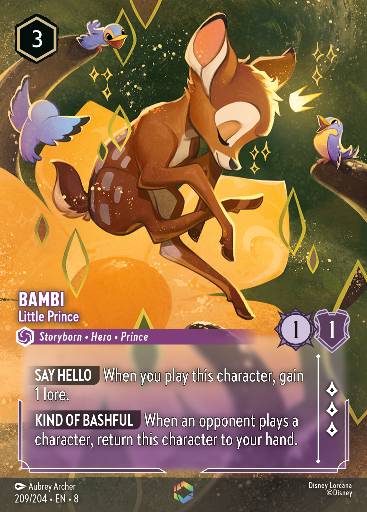 3
BAMBI
Little Prince
Storyborn • Hero • Prince
1 1
SAY HELLO When you play this character, gain
1 lore.
KIND OF BASHFUL When an opponent plays a
character, return this character to your hand.
Aubrey Archer
209/204 • EN • 8
Disney Lorcana
©Disney